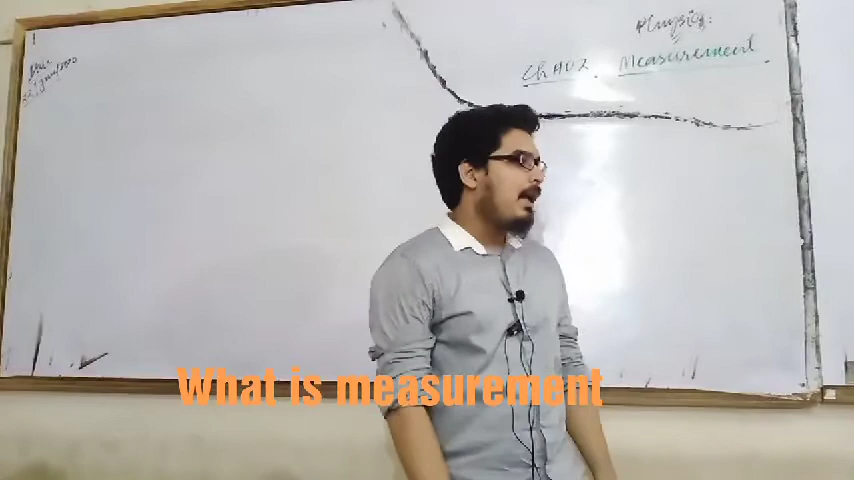 Physics:
Ch # 02. Measurement.
What is measurement